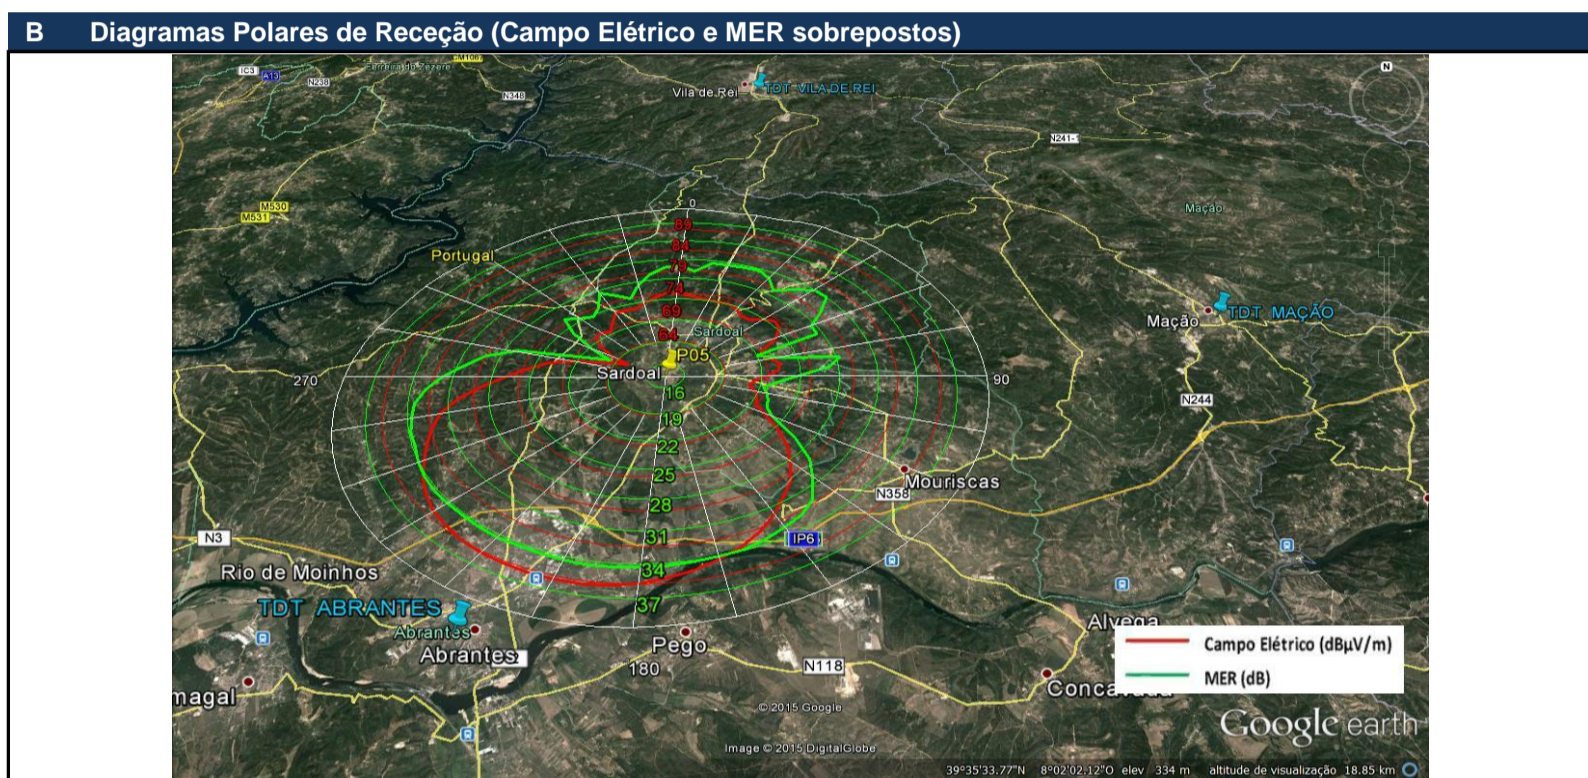 B Diagramas Polares de Receção (Campo Elétrico e MER sobrepostos)
IC3
A13
N238
Ferreira do Zêzere
N348
Vila de Rei
TDT VILA DE REI
N
N241-1
M530
M531
Mação
Portugal
0
89
84
79
74
69
64
Sardoal
P05
Sardoal
270
90
Mação
TDT MAÇÃO
N244
16
19
22
25
28
31
34
37
Mouriscas
N358
IP6
N3
Rio de Moinhos
TDT ABRANTES
Abrantes
Abrantes
Pego
180
N118
Alvega
Campo Elétrico (dBµV/m)
MER (dB)
magal
© 2015 Google
Google earth
Image © 2015 DigitalGlobe
39°35'33.77"N 8°02'02.12"O elev 334 m altitude de visualização 18.85 km